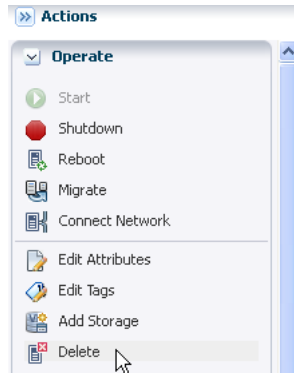 Actions
Operate
Start
Shutdown
Reboot
Migrate
Connect Network
Edit Attributes
Edit Tags
Add Storage
Delete